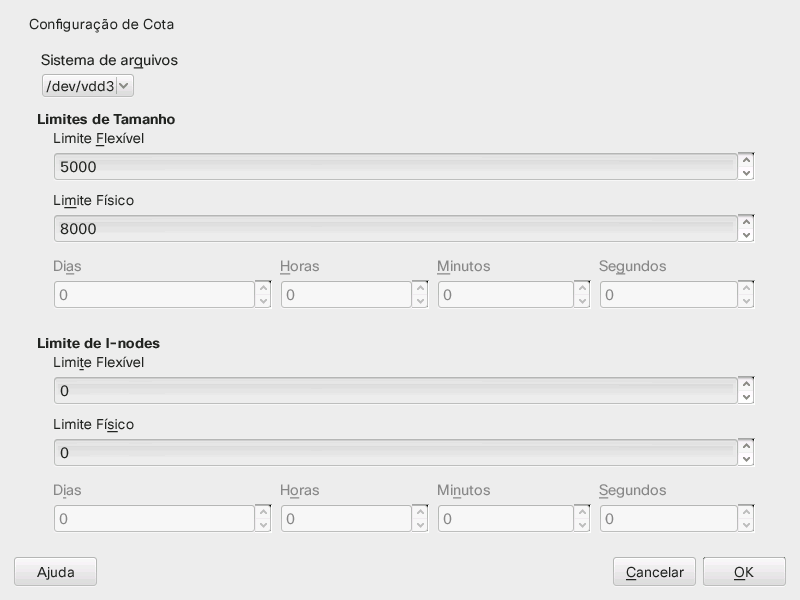 Configuração de Cota
Sistema de arquivos
/dev/vdd3
Limites de Tamanho
Limite Flexível
5000
Limite Físico
8000
Dias Horas Minutos Segundos
0 0 0 0
Limite de I-nodes
Limite Flexível
0
Limite Físico
0
Dias Horas Minutos Segundos
0 0 0 0
Ajuda Cancelar OK